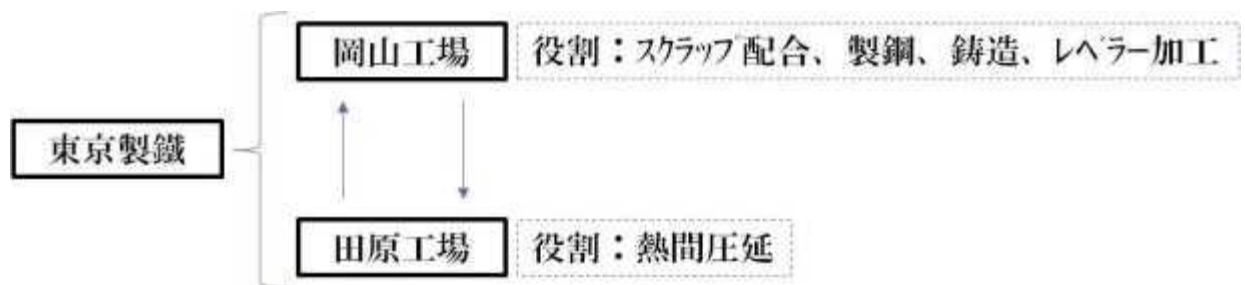 岡山工場
役割：スクラップ配合、製鋼、鋳造、レベラー加工
東京製鐵
田原工場
役割：熱間圧延